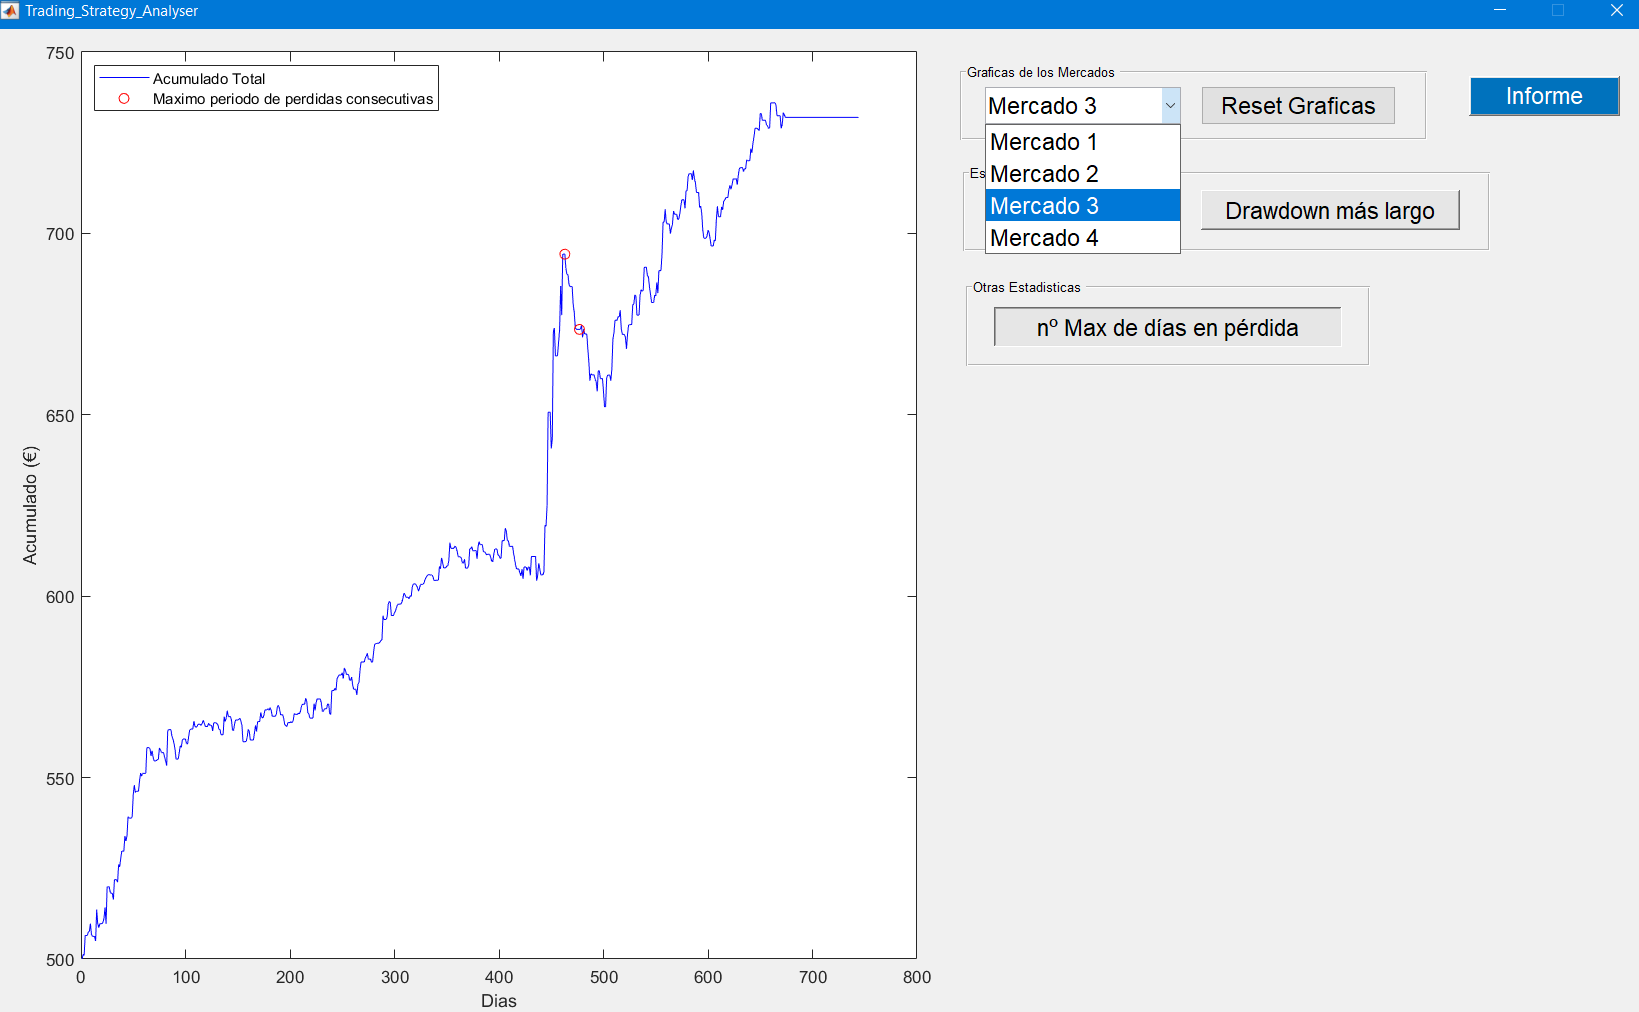 Trading_Strategy_Analyser
750
700
650
600
550
500
Acumulado (€)
0 100 200 300 400 500 600 700 800
Dias
Acumulado Total
Maximo periodo de perdidas consecutivas
Graficas de los Mercados
Mercado 3
Reset Graficas
Informe
Mercado 1
Mercado 2
Mercado 3
Mercado 4
Es
Drawdown más largo
Otras Estadisticas
nº Max de días en pérdida